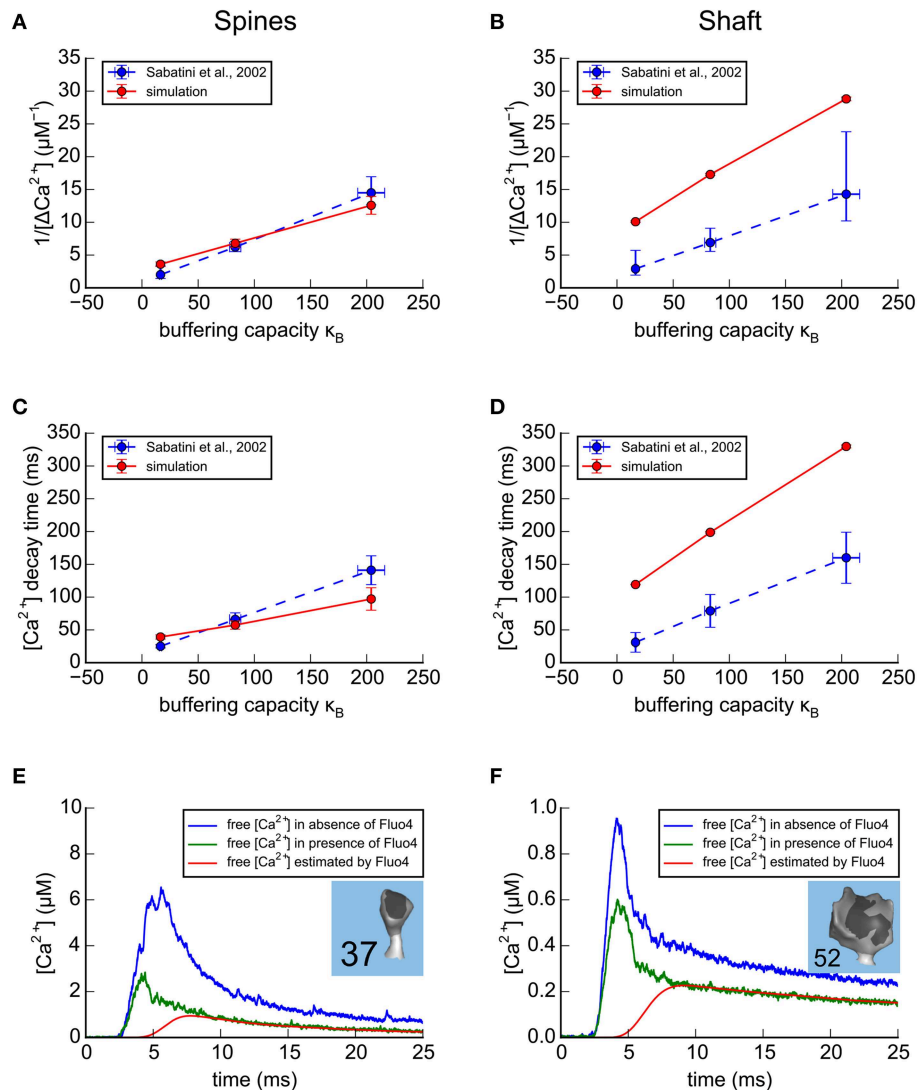 Spines
Shaft
A
B
35
30
25
20
15
10
5
0
1/[ΔCa²⁺] (μM⁻¹)
Sabatini et al., 2002
simulation
−50 0 50 100 150 200 250
buffering capacity κ_B
35
30
25
20
15
10
5
0
1/[ΔCa²⁺] (μM⁻¹)
Sabatini et al., 2002
simulation
−50 0 50 100 150 200 250
buffering capacity κ_B
C
D
350
300
250
200
150
100
50
0
[Ca²⁺] decay time (ms)
Sabatini et al., 2002
simulation
−50 0 50 100 150 200 250
buffering capacity κ_B
350
300
250
200
150
100
50
0
[Ca²⁺] decay time (ms)
Sabatini et al., 2002
simulation
−50 0 50 100 150 200 250
buffering capacity κ_B
E
F
10
8
6
4
2
0
[Ca²⁺] (μM)
free [Ca²⁺] in absence of Fluo4
free [Ca²⁺] in presence of Fluo4
free [Ca²⁺] estimated by Fluo4
37
0 5 10 15 20 25
time (ms)
1.0
0.8
0.6
0.4
0.2
0.0
[Ca²⁺] (μM)
free [Ca²⁺] in absence of Fluo4
free [Ca²⁺] in presence of Fluo4
free [Ca²⁺] estimated by Fluo4
52
0 5 10 15 20 25
time (ms)